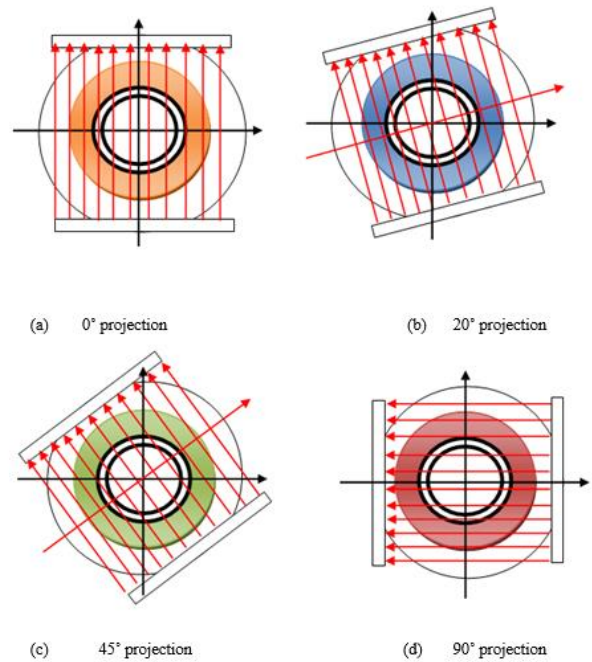 (a) 0˚ projection
(b) 20˚ projection
(c) 45˚ projection
(d) 90˚ projection